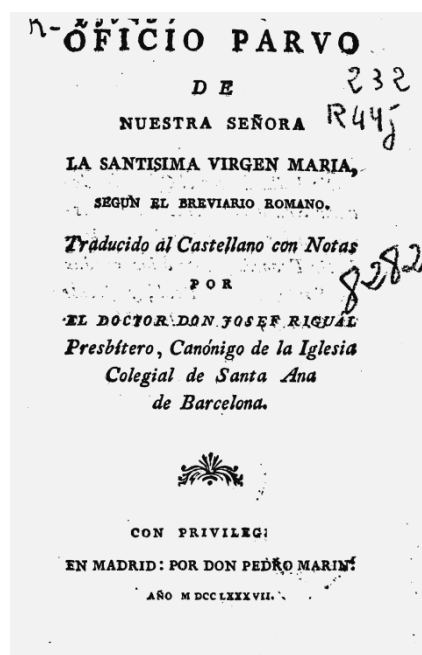 OFICIO PARVO
DE
232
NUESTRA SEÑORA
R44j
LA SANTISIMA VIRGEN MARIA,
SEGUN EL BREVIARIO ROMANO.
Traducido al Castellano con Notas
8282
POR
EL DOCTOR DON JOSEF RIGUAL
Presbítero, Canónigo de la Iglesia
Colegial de Santa Ana
de Barcelona.
CON PRIVILEG:
EN MADRID: POR DON PEDRO MARIN:
AÑO M DCC LXXXVII.